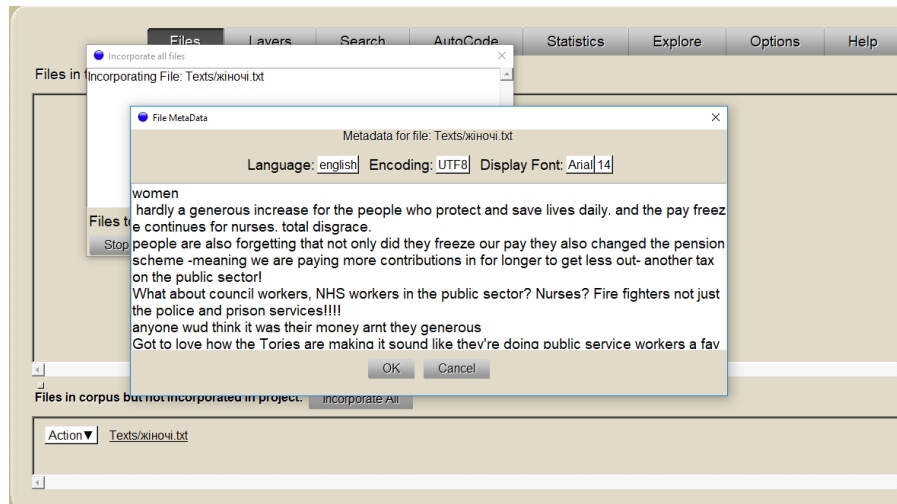 Files Layers Search AutoCode Statistics Explore Options Help
Incorporate all files
Files in
Incorporating File: Texts/жіночі.txt
File MetaData
Metadata for file: Texts/жіночі.txt
Language: english Encoding: UTF8 Display Font: Arial 14
women
hardly a generous increase for the people who protect and save lives daily. and the pay freez
e continues for nurses. total disgrace.
people are also forgetting that not only did they freeze our pay they also changed the pension
scheme -meaning we are paying more contributions in for longer to get less out- another tax
on the public sector!
What about council workers, NHS workers in the public sector? Nurses? Fire fighters not just
the police and prison services!!!!
anyone wud think it was their money arnt they generous
Got to love how the Tories are making it sound like they're doing public service workers a fav
Files to
Stop
OK Cancel
Files in corpus but not incorporated in project. Incorporate All
Action▼ Texts/жіночі.txt